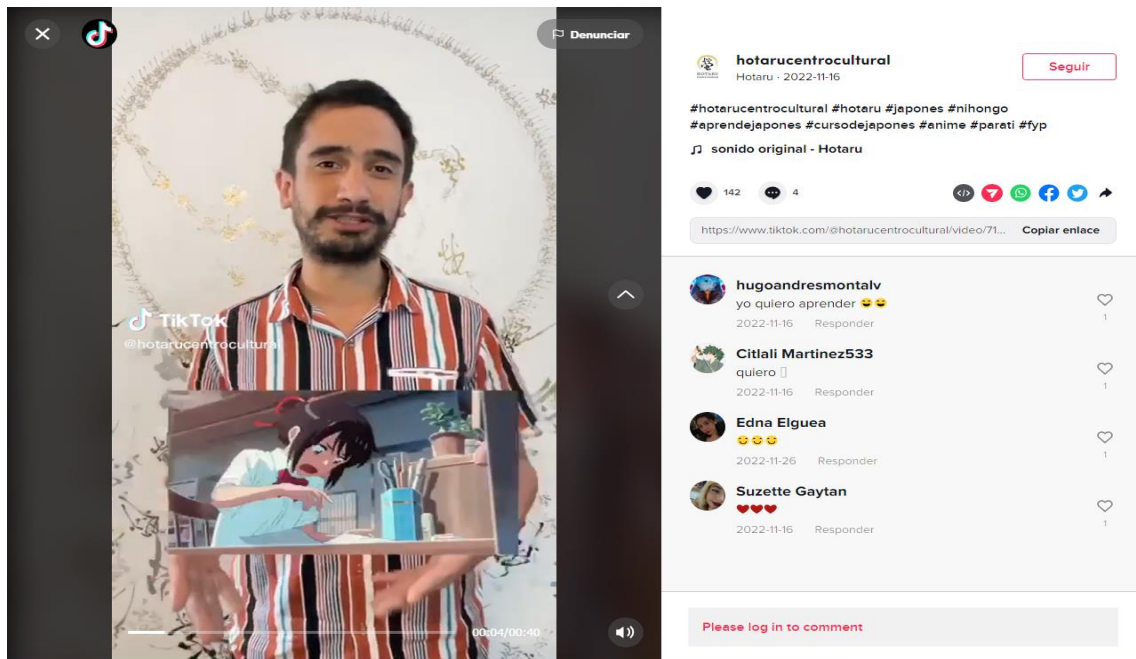 Denunciar
TikTok
@hotarucentrocultural
00:04/00:40
HOTARU
hotarucentrocultural
Hotaru · 2022-11-16
Seguir
#hotarucentrocultural #hotaru #japones #nihongo
#aprendejapones #cursodejapones #anime #parati #fyp
sonido original - Hotaru
142
4
https://www.tiktok.com/@hotarucentrocultural/video/71...
Copiar enlace
hugoandresmontalv
yo quiero aprender 😆😆
2022-11-16 Responder
1
Citlali Martinez533
quiero
2022-11-16 Responder
1
Edna Elguea
😊😊😊
2022-11-26 Responder
1
Suzette Gaytan
❤❤❤
2022-11-16 Responder
1
Please log in to comment